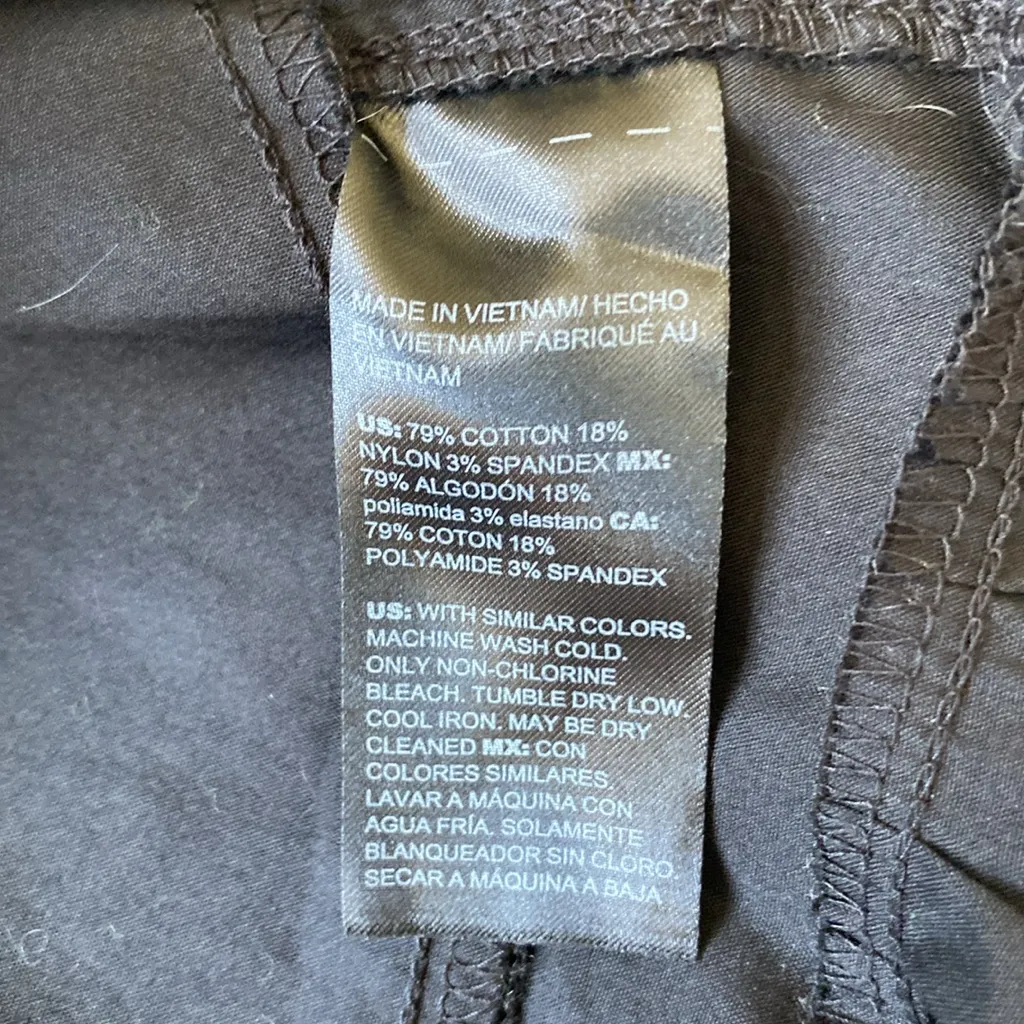 MADE IN VIETNAM/ HECHO
EN VIETNAM/ FABRIQUÉ AU
VIETNAM
US: 79% COTTON 18%
NYLON 3% SPANDEX MX:
79% ALGODÓN 18%
poliamida 3% elastano CA:
79% COTON 18%
POLYAMIDE 3% SPANDEX
US: WITH SIMILAR COLORS.
MACHINE WASH COLD.
ONLY NON-CHLORINE
BLEACH. TUMBLE DRY LOW.
COOL IRON. MAY BE DRY
CLEANED MX: CON
COLORES SIMILARES.
LAVAR A MÁQUINA CON
AGUA FRÍA. SOLAMENTE
BLANQUEADOR SIN CLORO.
SECAR A MÁQUINA A BAJA